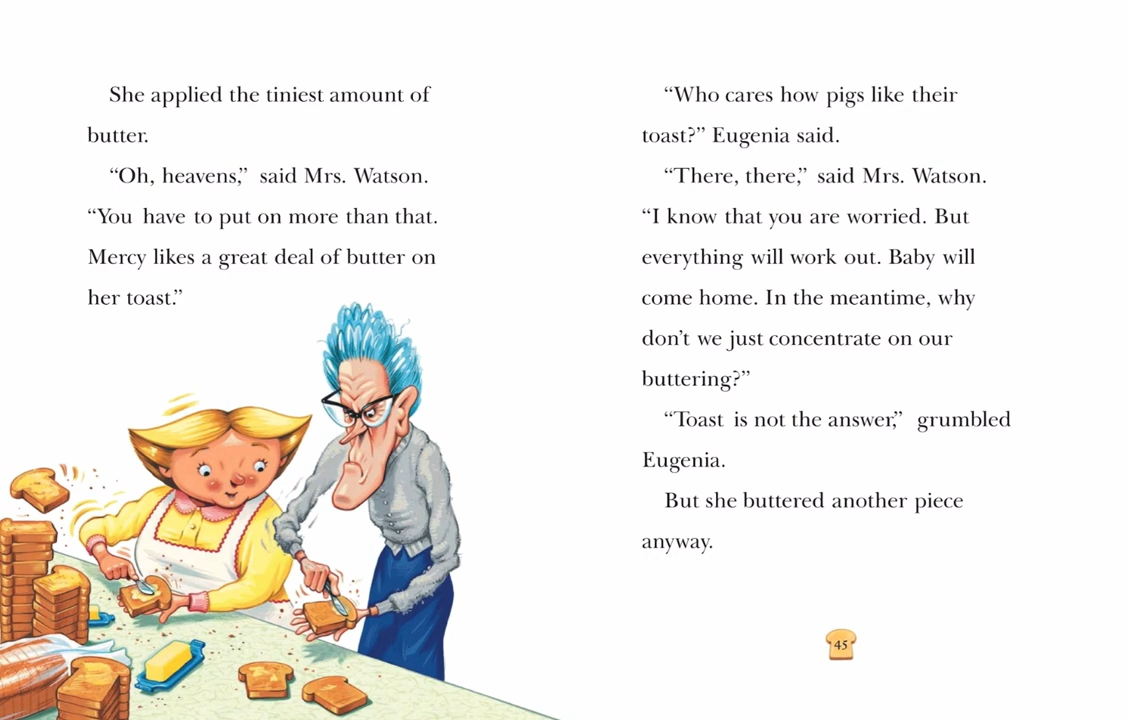 She applied the tiniest amount of
butter.
“Oh, heavens,” said Mrs. Watson.
“You have to put on more than that.
Mercy likes a great deal of butter on
her toast.”
“Who cares how pigs like their
toast?” Eugenia said.
“There, there,” said Mrs. Watson.
“I know that you are worried. But
everything will work out. Baby will
come home. In the meantime, why
don’t we just concentrate on our
buttering?”
“Toast is not the answer,” grumbled
Eugenia.
But she buttered another piece
anyway.
45